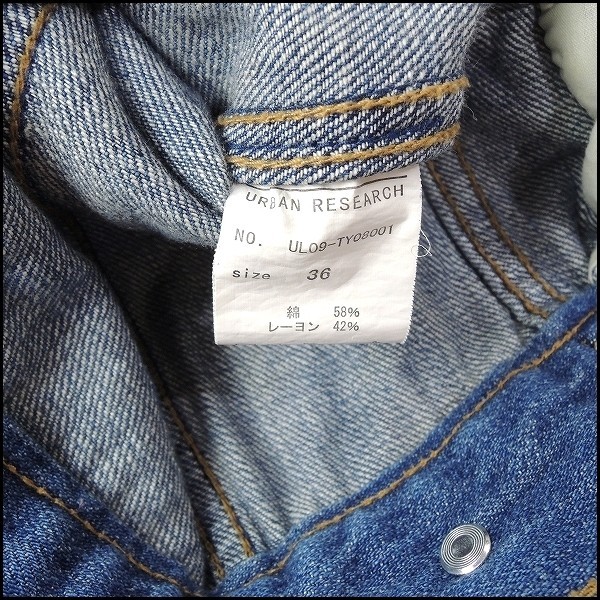 URBAN RESEARCH
NO. UL09-TY08001
size 36
綿 58%
レーヨン 42%